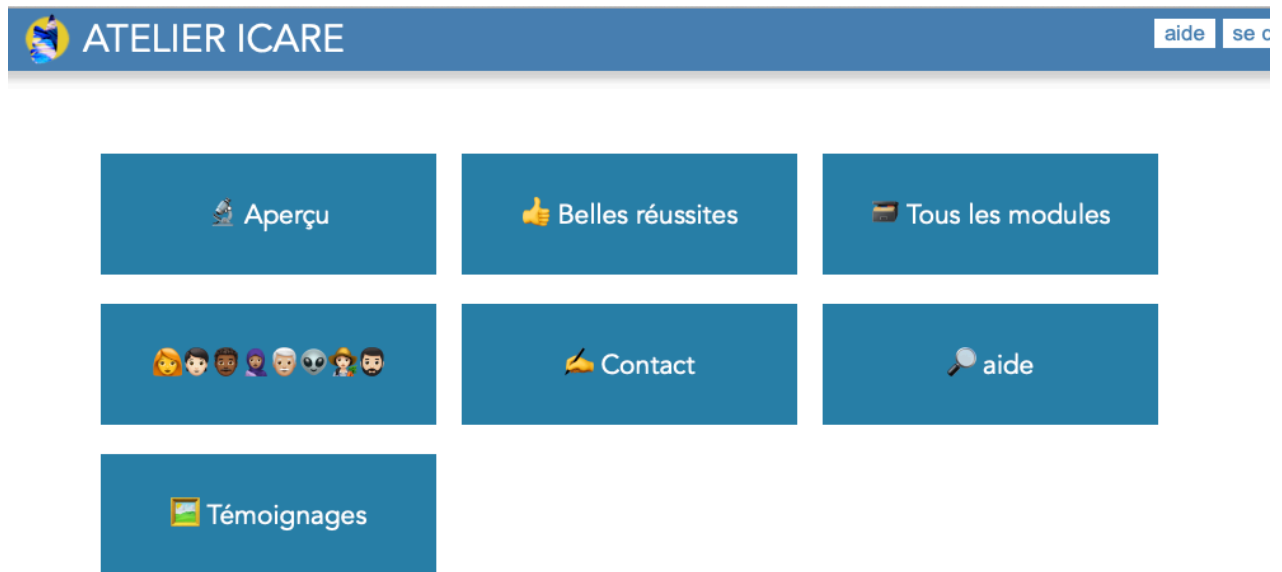 ATELIER ICARE
aide
🔬 Aperçu
👍 Belles réussites
🗃️ Tous les modules
✍️ Contact
🔎 aide
🖼️ Témoignages